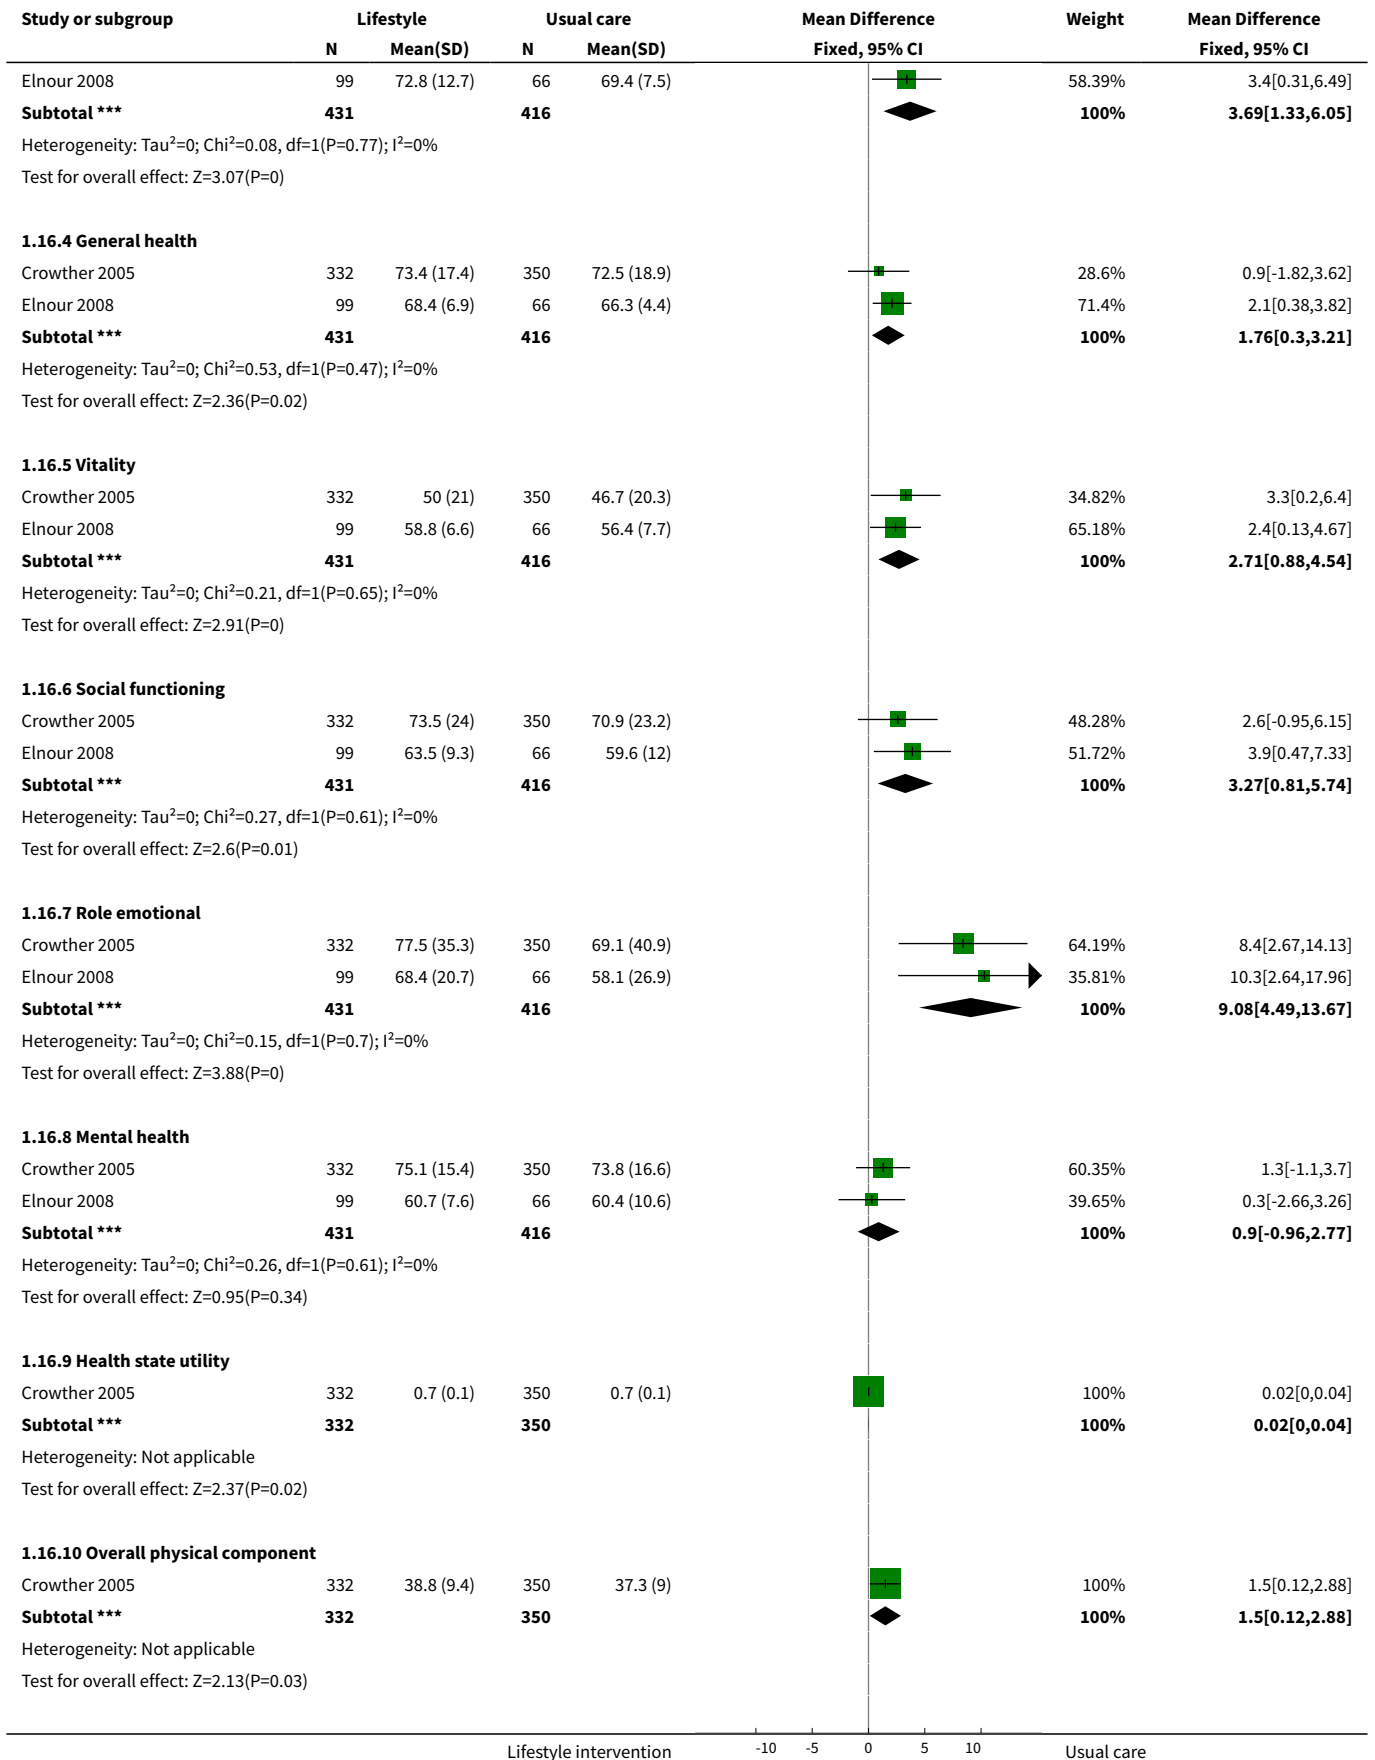 Study or subgroup Lifestyle Usual care Mean Difference Weight Mean Difference
N Mean(SD) N Mean(SD) Fixed, 95% CI Fixed, 95% CI
Elnour 2008 99 72.8 (12.7) 66 69.4 (7.5) 58.39% 3.4[0.31,6.49]
Subtotal *** 431 416 100% 3.69[1.33,6.05]
Heterogeneity: Tau²=0; Chi²=0.08, df=1(P=0.77); I²=0%
Test for overall effect: Z=3.07(P=0)
1.16.4 General health
Crowther 2005 332 73.4 (17.4) 350 72.5 (18.9) 28.6% 0.9[-1.82,3.62]
Elnour 2008 99 68.4 (6.9) 66 66.3 (4.4) 71.4% 2.1[0.38,3.82]
Subtotal *** 431 416 100% 1.76[0.3,3.21]
Heterogeneity: Tau²=0; Chi²=0.53, df=1(P=0.47); I²=0%
Test for overall effect: Z=2.36(P=0.02)
1.16.5 Vitality
Crowther 2005 332 50 (21) 350 46.7 (20.3) 34.82% 3.3[0.2,6.4]
Elnour 2008 99 58.8 (6.6) 66 56.4 (7.7) 65.18% 2.4[0.13,4.67]
Subtotal *** 431 416 100% 2.71[0.88,4.54]
Heterogeneity: Tau²=0; Chi²=0.21, df=1(P=0.65); I²=0%
Test for overall effect: Z=2.91(P=0)
1.16.6 Social functioning
Crowther 2005 332 73.5 (24) 350 70.9 (23.2) 48.28% 2.6[-0.95,6.15]
Elnour 2008 99 63.5 (9.3) 66 59.6 (12) 51.72% 3.9[0.47,7.33]
Subtotal *** 431 416 100% 3.27[0.81,5.74]
Heterogeneity: Tau²=0; Chi²=0.27, df=1(P=0.61); I²=0%
Test for overall effect: Z=2.6(P=0.01)
1.16.7 Role emotional
Crowther 2005 332 77.5 (35.3) 350 69.1 (40.9) 64.19% 8.4[2.67,14.13]
Elnour 2008 99 68.4 (20.7) 66 58.1 (26.9) 35.81% 10.3[2.64,17.96]
Subtotal *** 431 416 100% 9.08[4.49,13.67]
Heterogeneity: Tau²=0; Chi²=0.15, df=1(P=0.7); I²=0%
Test for overall effect: Z=3.88(P=0)
1.16.8 Mental health
Crowther 2005 332 75.1 (15.4) 350 73.8 (16.6) 60.35% 1.3[-1.1,3.7]
Elnour 2008 99 60.7 (7.6) 66 60.4 (10.6) 39.65% 0.3[-2.66,3.26]
Subtotal *** 431 416 100% 0.9[-0.96,2.77]
Heterogeneity: Tau²=0; Chi²=0.26, df=1(P=0.61); I²=0%
Test for overall effect: Z=0.95(P=0.34)
1.16.9 Health state utility
Crowther 2005 332 0.7 (0.1) 350 0.7 (0.1) 100% 0.02[0,0.04]
Subtotal *** 332 350 100% 0.02[0,0.04]
Heterogeneity: Not applicable
Test for overall effect: Z=2.37(P=0.02)
1.16.10 Overall physical component
Crowther 2005 332 38.8 (9.4) 350 37.3 (9) 100% 1.5[0.12,2.88]
Subtotal *** 332 350 100% 1.5[0.12,2.88]
Heterogeneity: Not applicable
Test for overall effect: Z=2.13(P=0.03)
Lifestyle intervention -10 -5 0 5 10 Usual care